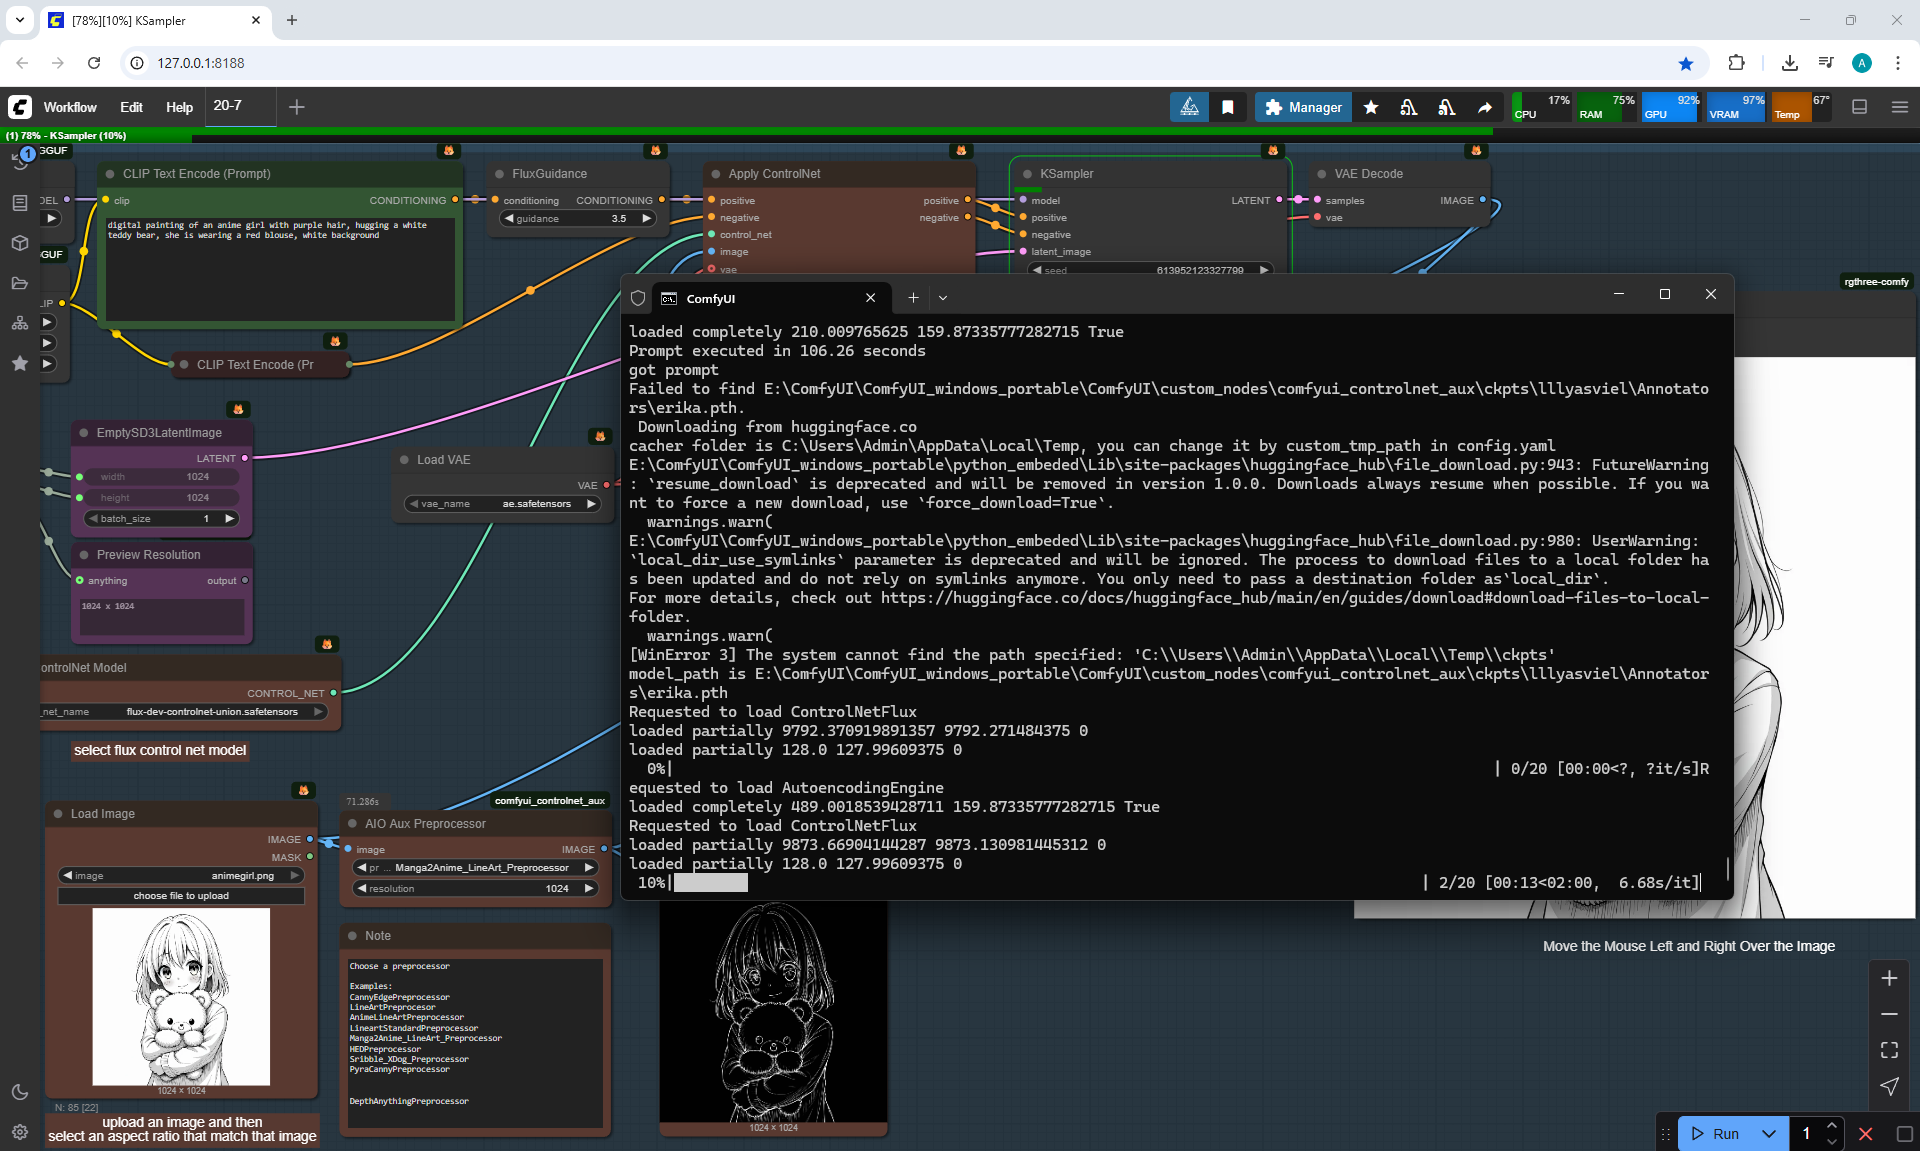 [78%][10%] KSampler
127.0.0.1:8188
Workflow
Edit
Help
20-7
Manager
CPU 17%
RAM 75%
GPU 92%
VRAM 97%
Temp 67°
(1) 78% - KSampler (10%)
1
GGUF
CLIP Text Encode (Prompt)
clip
CONDITIONING
digital painting of an anime girl with purple hair, hugging a white
teddy bear, she is wearing a red blouse, white background
FluxGuidance
conditioning CONDITIONING
guidance 3.5
Apply ControlNet
positive positive
negative negative
control_net
image
vae
KSampler
model LATENT
positive
negative
latent_image
seed 613952123327799
VAE Decode
samples IMAGE
vae
DEL
GUF
LIP
CLIP Text Encode (Pr
rgthree-comfy
EmptySD3LatentImage
LATENT
width 1024
height 1024
batch_size 1
Preview Resolution
anything output
1024 x 1024
Load VAE
VAE
vae_name ae.safetensors
ontrolNet Model
CONTROL_NET
_net_name flux-dev-controlnet-union.safetensors
select flux control net model
ComfyUI
loaded completely 210.009765625 159.87335777282715 True
Prompt executed in 106.26 seconds
got prompt
Failed to find E:\ComfyUI\ComfyUI_windows_portable\ComfyUI\custom_nodes\comfyui_controlnet_aux\ckpts\lllyasviel\Annotato
rs\erika.pth.
Downloading from huggingface.co
cacher folder is C:\Users\Admin\AppData\Local\Temp, you can change it by custom_tmp_path in config.yaml
E:\ComfyUI\ComfyUI_windows_portable\python_embeded\Lib\site-packages\huggingface_hub\file_download.py:943: FutureWarning
: `resume_download` is deprecated and will be removed in version 1.0.0. Downloads always resume when possible. If you wa
nt to force a new download, use `force_download=True`.
warnings.warn(
E:\ComfyUI\ComfyUI_windows_portable\python_embeded\Lib\site-packages\huggingface_hub\file_download.py:980: UserWarning:
`local_dir_use_symlinks` parameter is deprecated and will be ignored. The process to download files to a local folder ha
s been updated and do not rely on symlinks anymore. You only need to pass a destination folder as`local_dir`.
For more details, check out https://huggingface.co/docs/huggingface_hub/main/en/guides/download#download-files-to-local-
folder.
warnings.warn(
[WinError 3] The system cannot find the path specified: 'C:\\Users\\Admin\\AppData\\Local\\Temp\\ckpts'
model_path is E:\ComfyUI\ComfyUI_windows_portable\ComfyUI\custom_nodes\comfyui_controlnet_aux\ckpts\lllyasviel\Annotator
s\erika.pth
Requested to load ControlNetFlux
loaded partially 9792.370919891357 9792.271484375 0
loaded partially 128.0 127.99609375 0
0%| | 0/20 [00:00<?, ?it/s]R
equested to load AutoencodingEngine
loaded completely 489.0018539428711 159.87335777282715 True
Requested to load ControlNetFlux
loaded partially 9873.66904144287 9873.130981445312 0
loaded partially 128.0 127.99609375 0
10%| | 2/20 [00:13<02:00, 6.68s/it]
Load Image
IMAGE
MASK
image animegirl.png
choose file to upload
1024 × 1024
N: 85 [22]
upload an image and then
select an aspect ratio that match that image
71.286s
comfyui_controlnet_aux
AIO Aux Preprocessor
image IMAGE
pr ... Manga2Anime_LineArt_Preprocessor
resolution 1024
Note
Choose a preprocessor
Examples:
CannyEdgePreprocessor
LineArtPreprocesor
AnimeLineArtPreprocessor
LineartStandardPreprocessor
Manga2Anime_LineArt_Preprocessor
HEDPreprocessor
Sribble_XDog_Preprocessor
PyraCannyPreprocessor
DepthAnythingPreprocessor
1024 × 1024
Move the Mouse Left and Right Over the Image
Run
1